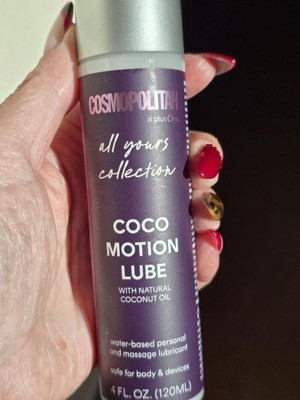 COSMOPOLITAN
x plusOne
all yours
collection
COCO
MOTION
LUBE
WITH NATURAL
COCONUT OIL
water-based personal
and massage lubricant
safe for body & devices
4 FL. OZ. (120ML)